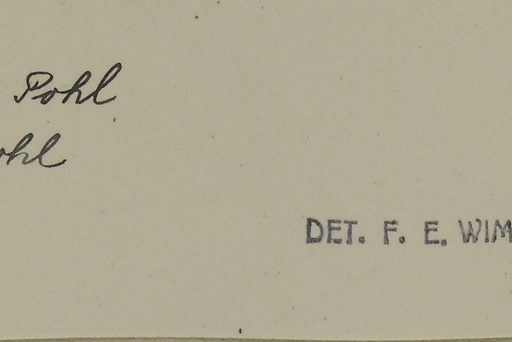 Pohl
ohl
DET. F. E. WIM